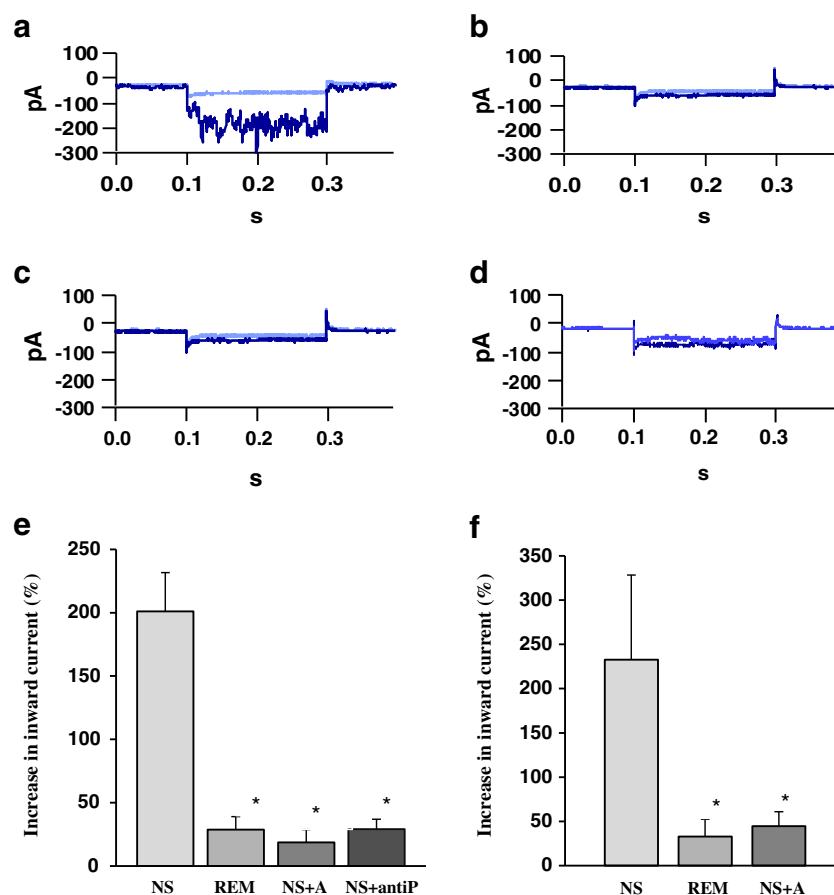 a
100
0
-100
-200
-300
pA
0.0 0.1 0.2 0.3
s
b
100
0
-100
-200
-300
pA
0.0 0.1 0.2 0.3
s
c
100
0
-100
-200
-300
pA
0.0 0.1 0.2 0.3
s
d
100
0
-100
-200
-300
pA
0.0 0.1 0.2 0.3
s
e
250
200
150
100
50
0
Increase in inward current (%)
* * *
NS REM NS+A NS+antiP
f
350
300
250
200
150
100
50
0
Increase in inward current (%)
* *
NS REM NS+A